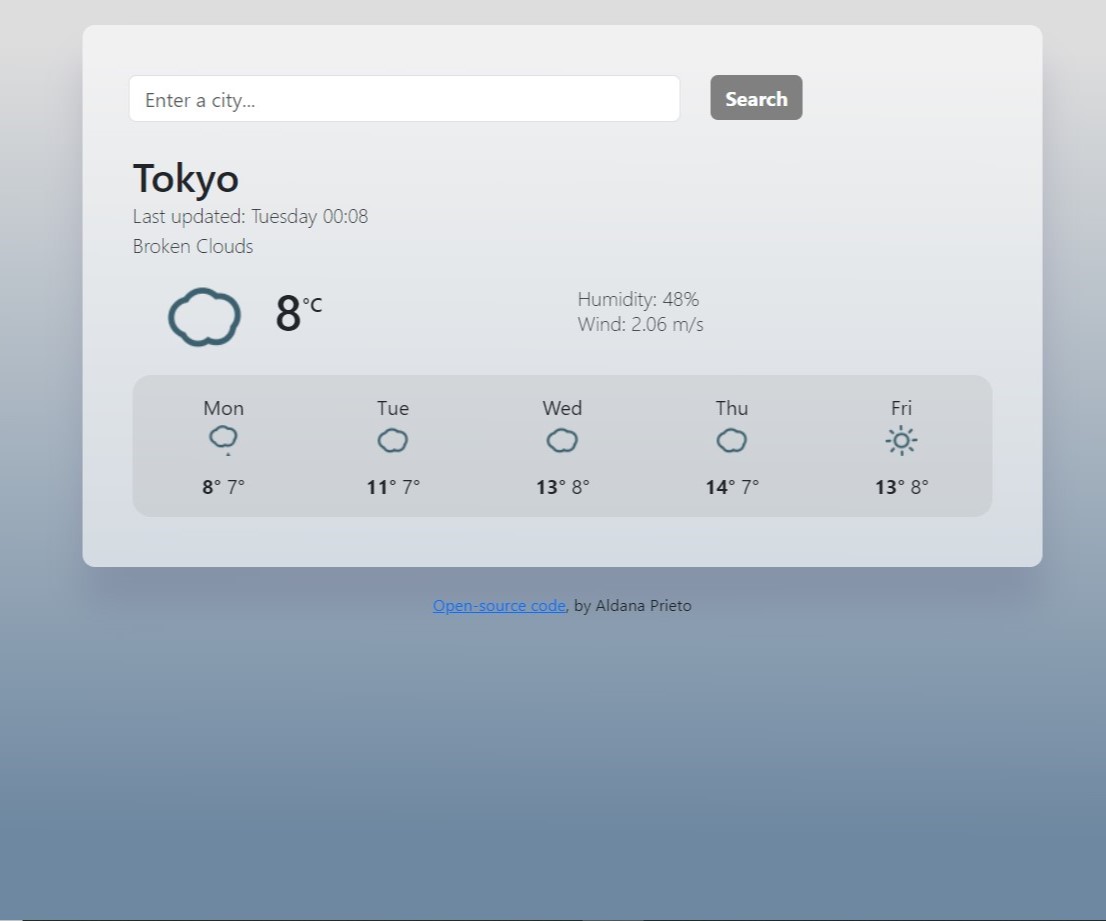 Enter a city...
Search
Tokyo
Last updated: Tuesday 00:08
Broken Clouds
8°C
Humidity: 48%
Wind: 2.06 m/s
Mon Tue Wed Thu Fri
8° 7° 11° 7° 13° 8° 14° 7° 13° 8°
Open-source code, by Aldana Prieto